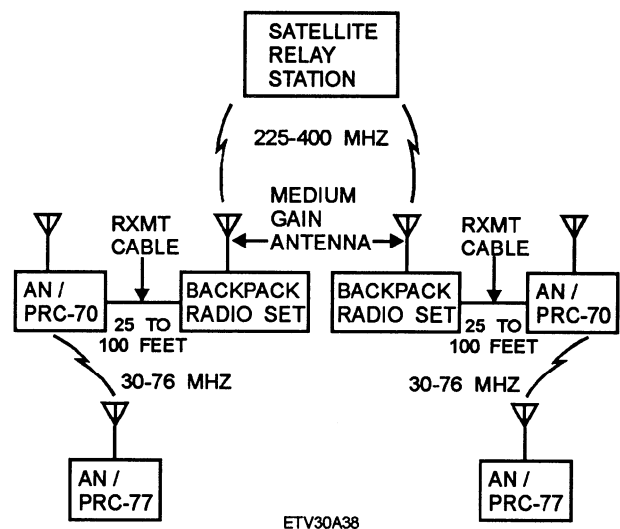 SATELLITE
RELAY
STATION
225-400 MHZ
MEDIUM
GAIN
ANTENNA
RXMT
CABLE
RXMT
CABLE
AN /
PRC-70
BACKPACK
RADIO SET
BACKPACK
RADIO SET
AN /
PRC-70
25 TO
100 FEET
25 TO
100 FEET
30-76 MHZ
30-76 MHZ
AN /
PRC-77
AN /
PRC-77
ETV30A38